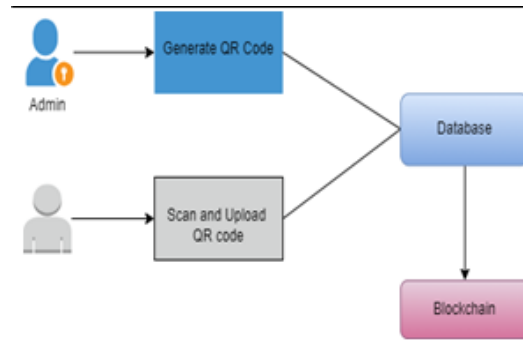 Generate QR Code
Admin
Database
Scan and Upload
QR code
Blockchain